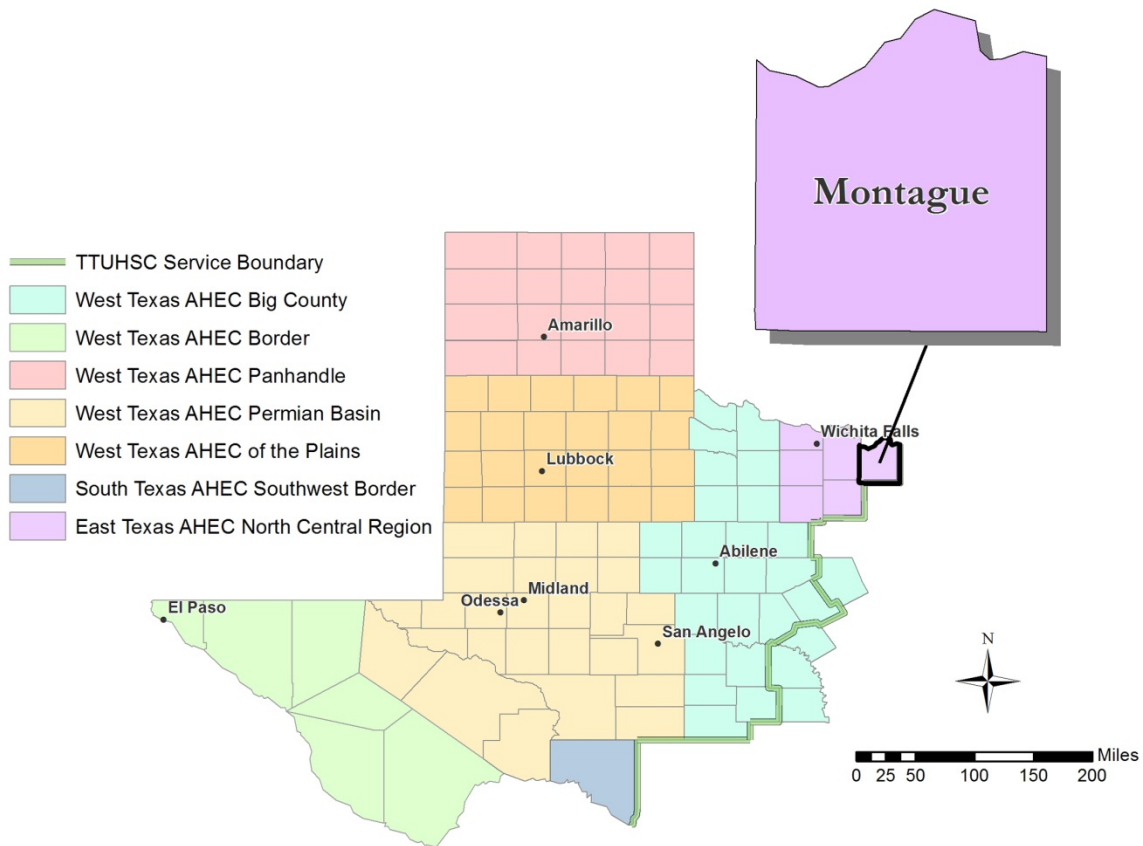 Montague
TTUHSC Service Boundary
West Texas AHEC Big County
West Texas AHEC Border
West Texas AHEC Panhandle
West Texas AHEC Permian Basin
West Texas AHEC of the Plains
South Texas AHEC Southwest Border
East Texas AHEC North Central Region
Amarillo
Wichita Falls
Lubbock
Abilene
Midland
Odessa
El Paso
San Angelo
N
Miles
0 25 50 100 150 200